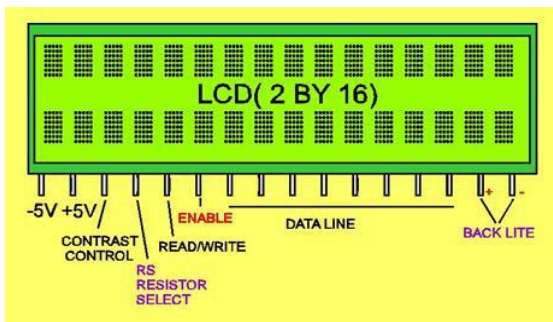 LCD( 2 BY 16)
-5V +5V
CONTRAST
CONTROL
RS
RESISTOR
SELECT
READ/WRITE
ENABLE
DATA LINE
+ -
BACK LITE